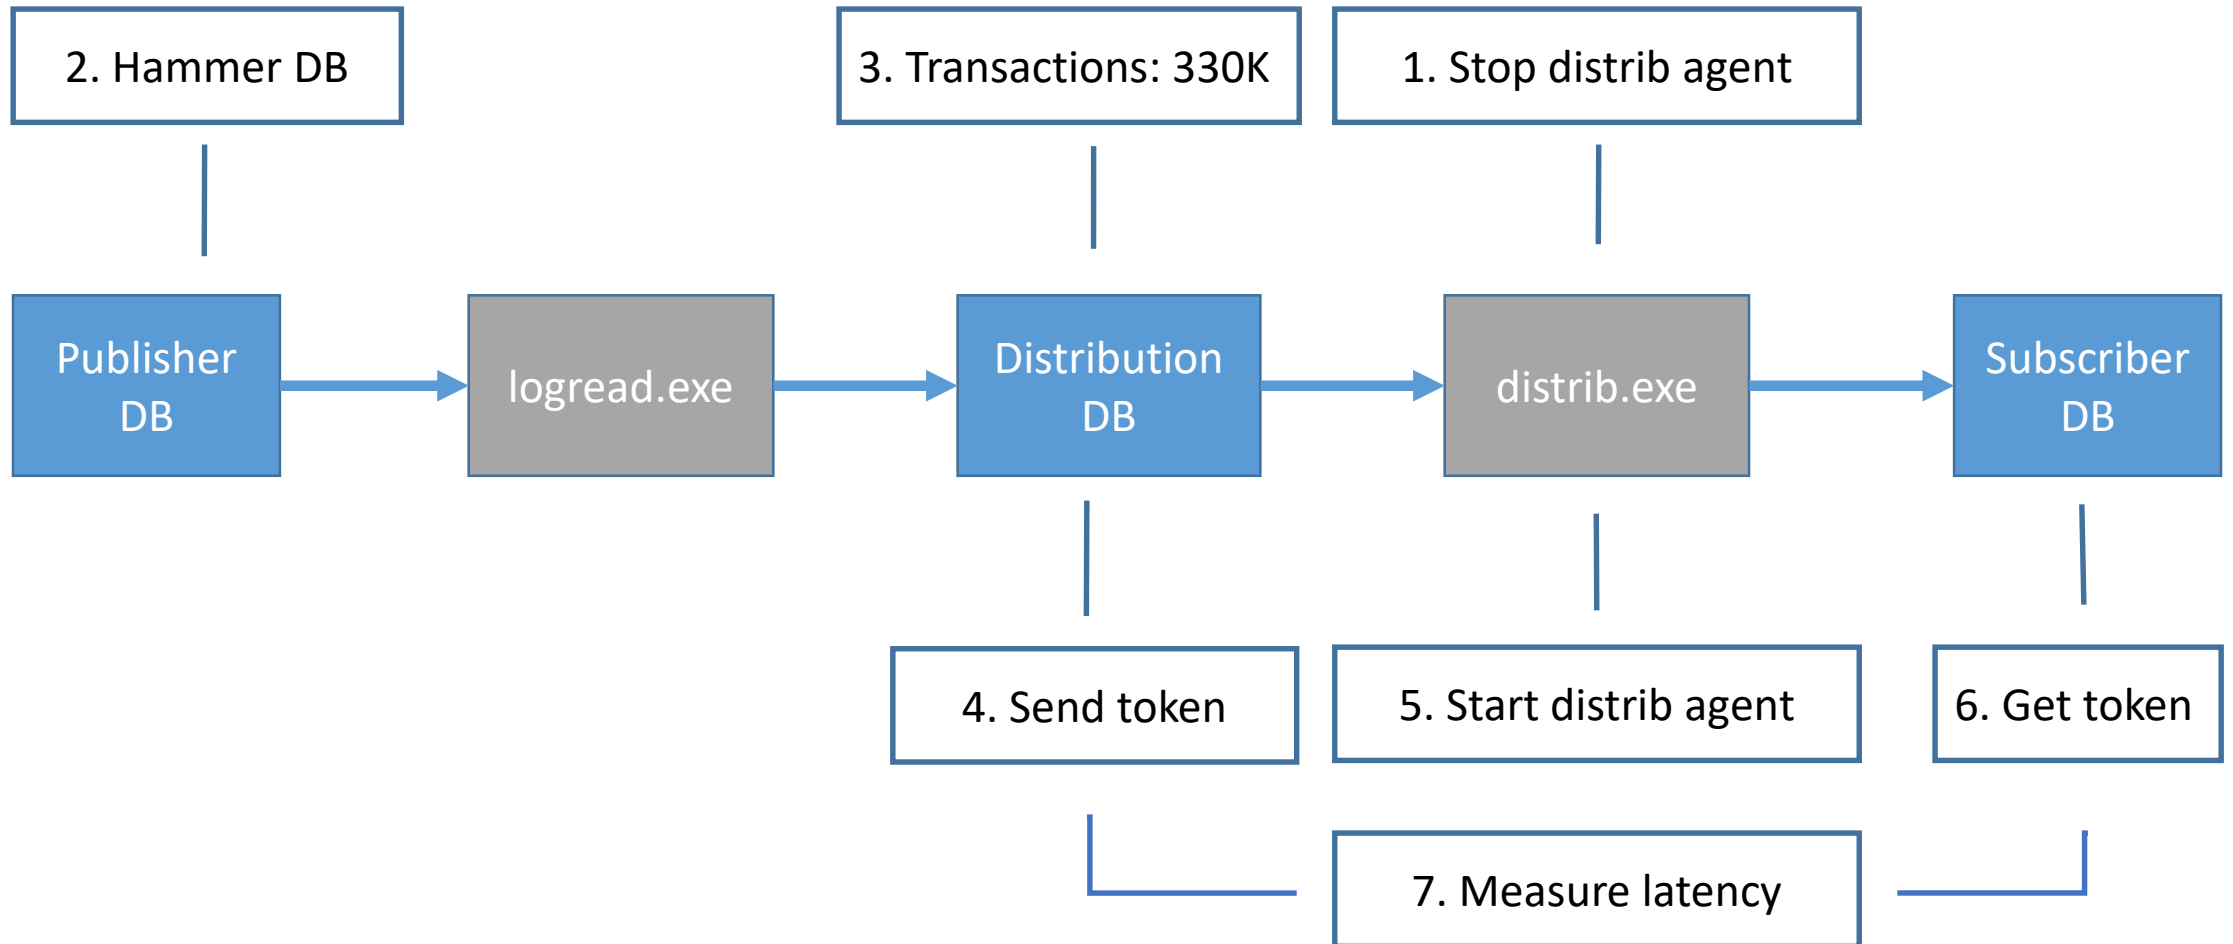 2. Hammer DB
3. Transactions: 330K
1. Stop distrib agent
Publisher
DB
logread.exe
Distribution
DB
distrib.exe
Subscriber
DB
4. Send token
5. Start distrib agent
6. Get token
7. Measure latency